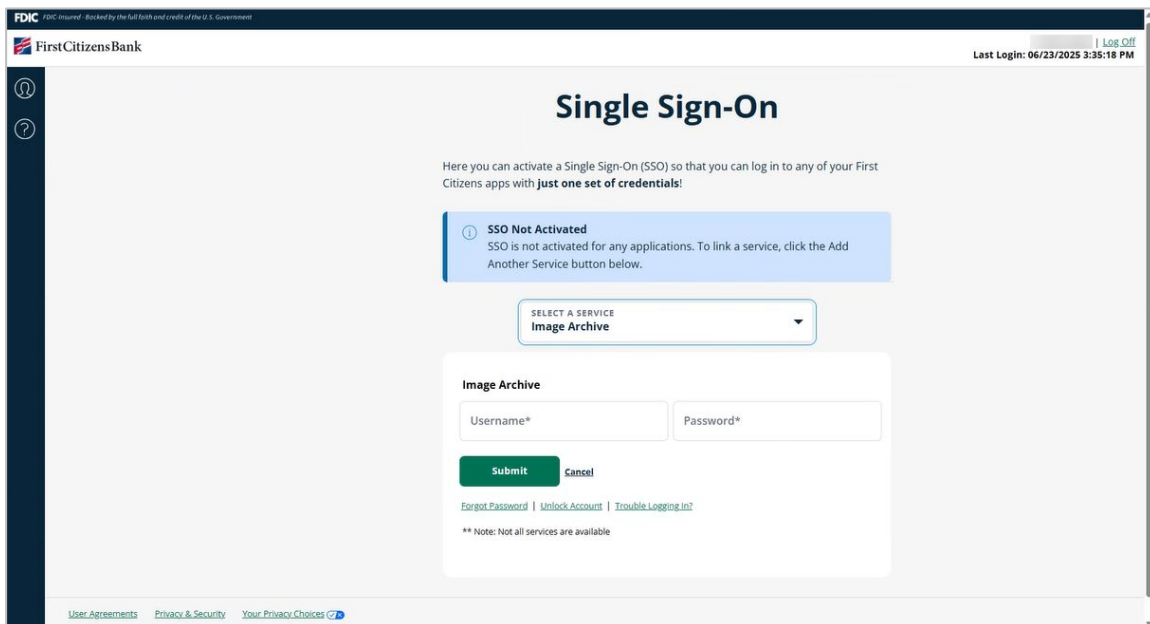 FDIC FDIC-Insured - Backed by the full faith and credit of the U.S. Government
First Citizens Bank
| Log Off
Last Login: 06/23/2025 3:35:18 PM
Single Sign-On
Here you can activate a Single Sign-On (SSO) so that you can log in to any of your First
Citizens apps with just one set of credentials!
SSO Not Activated
SSO is not activated for any applications. To link a service, click the Add
Another Service button below.
SELECT A SERVICE
Image Archive
Image Archive
Username* Password*
Submit Cancel
Forgot Password | Unlock Account | Trouble Logging In?
** Note: Not all services are available
User Agreements Privacy & Security Your Privacy Choices